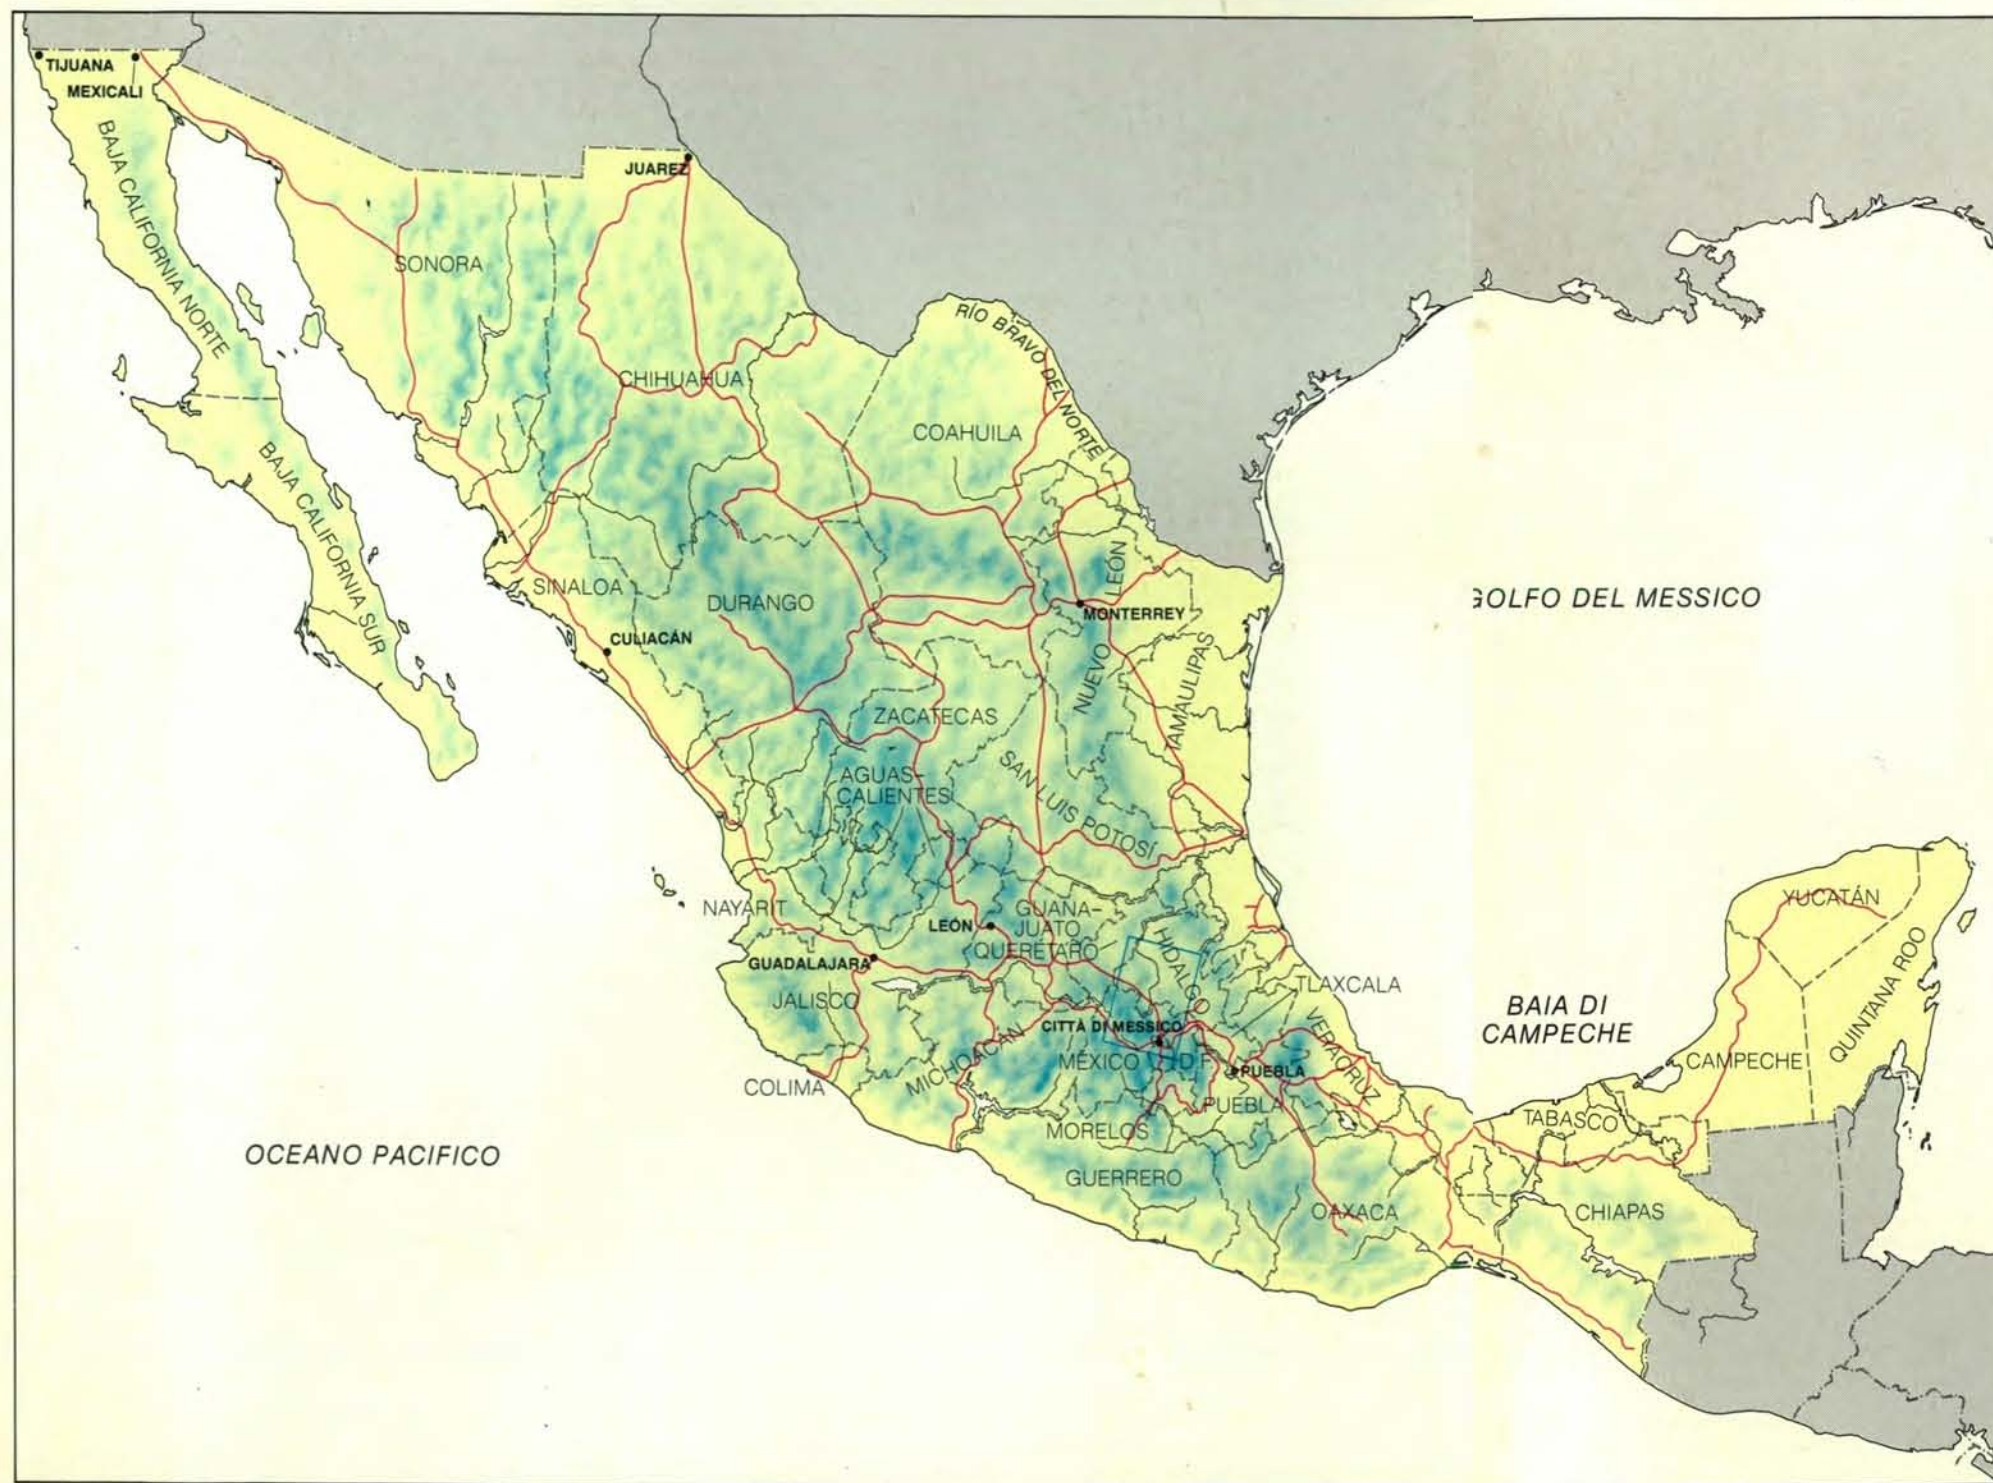 TIJUANA
MEXICALI
BAJA CALIFORNIA NORTE
JUAREZ
SONORA
CHIHUAHUA
RÍO BRAVO DEL NORTE
COAHUILA
BAJA CALIFORNIA SUR
SINALOA
CULIACÁN
DURANGO
MONTERREY
NUEVO LEÓN
TAMAULIPAS
GOLFO DEL MESSICO
ZACATECAS
AGUAS-
CALIENTES
SAN LUIS POTOSÍ
NAYARIT
LEÓN
GUANA-
JUATO
QUERÉTARO
HIDALGO
GUADALAJARA
JALISCO
TLAXCALA
VERACRUZ
CITTÀ DI MESSICO
MÉXICO
D.F.
PUEBLA
PUEBLA
COLIMA
MICHOACÁN
MORELOS
GUERRERO
OAXACA
OCEANO PACIFICO
BAIA DI
CAMPECHE
YUCATÁN
QUINTANA ROO
CAMPECHE
TABASCO
CHIAPAS